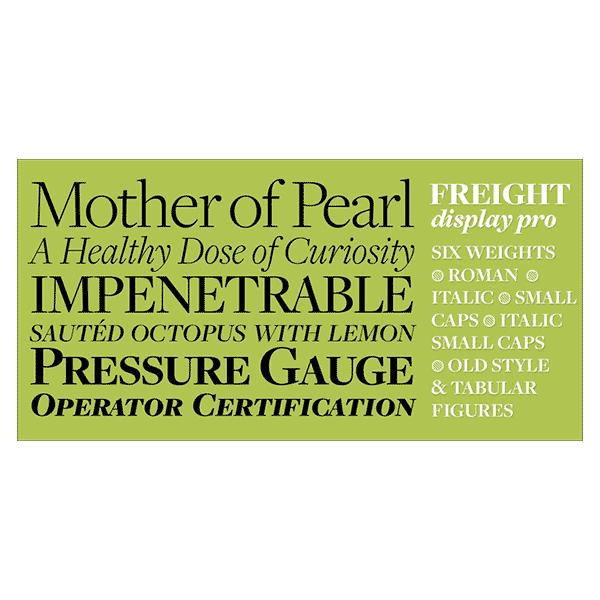 Mother of Pearl
A Healthy Dose of Curiosity
IMPENETRABLE
SAUTÉD OCTOPUS WITH LEMON
PRESSURE GAUGE
OPERATOR CERTIFICATION
FREIGHT
display pro
SIX WEIGHTS
ROMAN
ITALIC SMALL
CAPS ITALIC
SMALL CAPS
OLD STYLE
& TABULAR
FIGURES